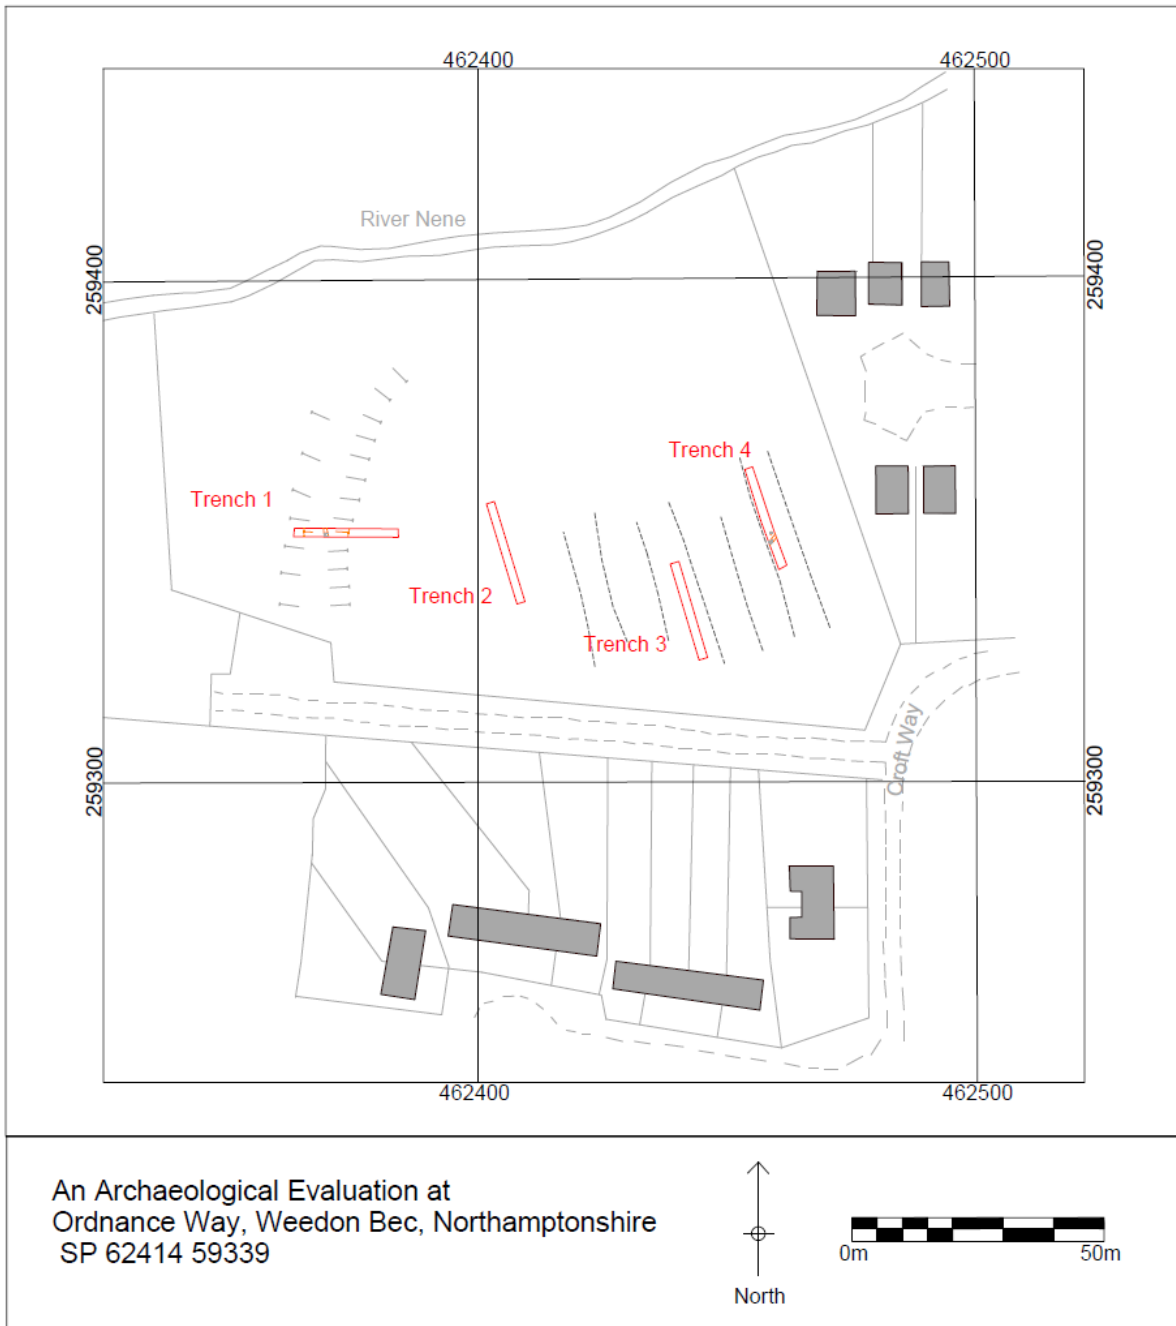 462400
462500
River Nene
259400
259400
Trench 4
Trench 1
Trench 2
Trench 3
Croft Way
259300
259300
462400
462500
An Archaeological Evaluation at
Ordnance Way, Weedon Bec, Northamptonshire
SP 62414 59339
0m
50m
North